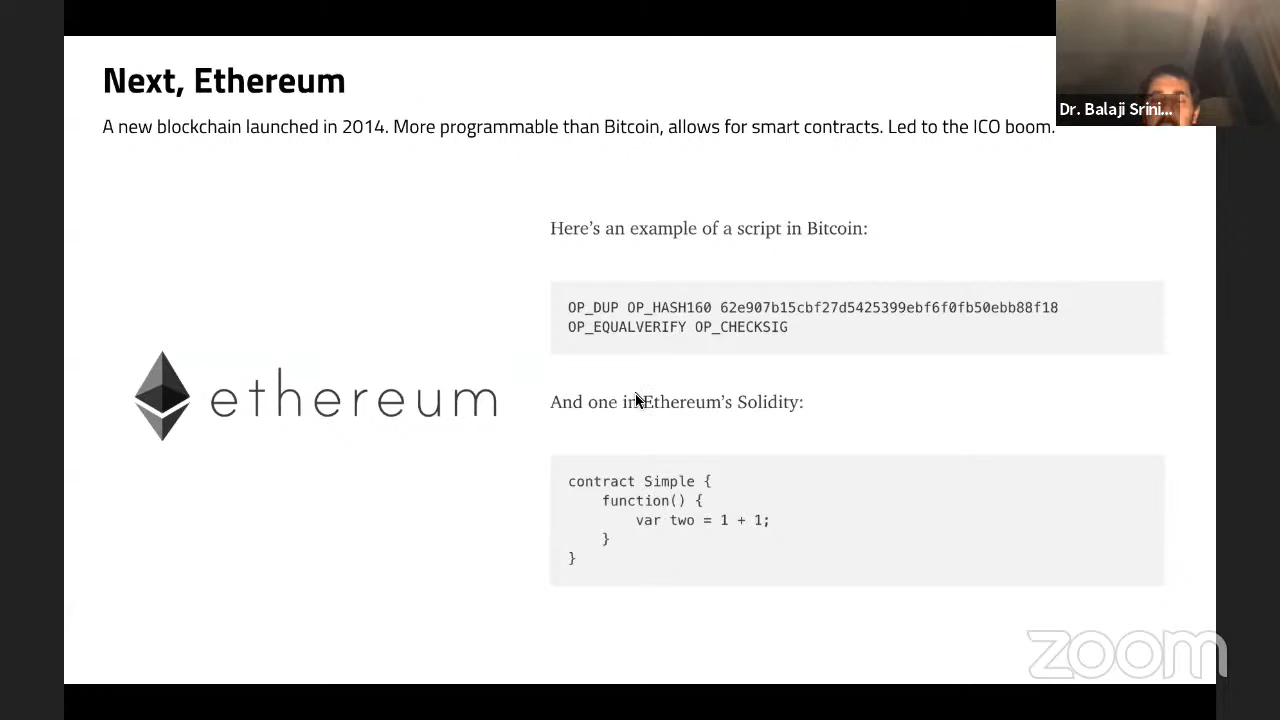 Next, Ethereum
Dr. Balaji Srini...
A new blockchain launched in 2014. More programmable than Bitcoin, allows for smart contracts. Led to the ICO boom.
Here’s an example of a script in Bitcoin:
OP_DUP OP_HASH160 62e907b15cbf27d5425399ebf6f0fb50ebb88f18
OP_EQUALVERIFY OP_CHECKSIG
ethereum
And one in Ethereum’s Solidity:
contract Simple {
function() {
var two = 1 + 1;
}
}
zoom